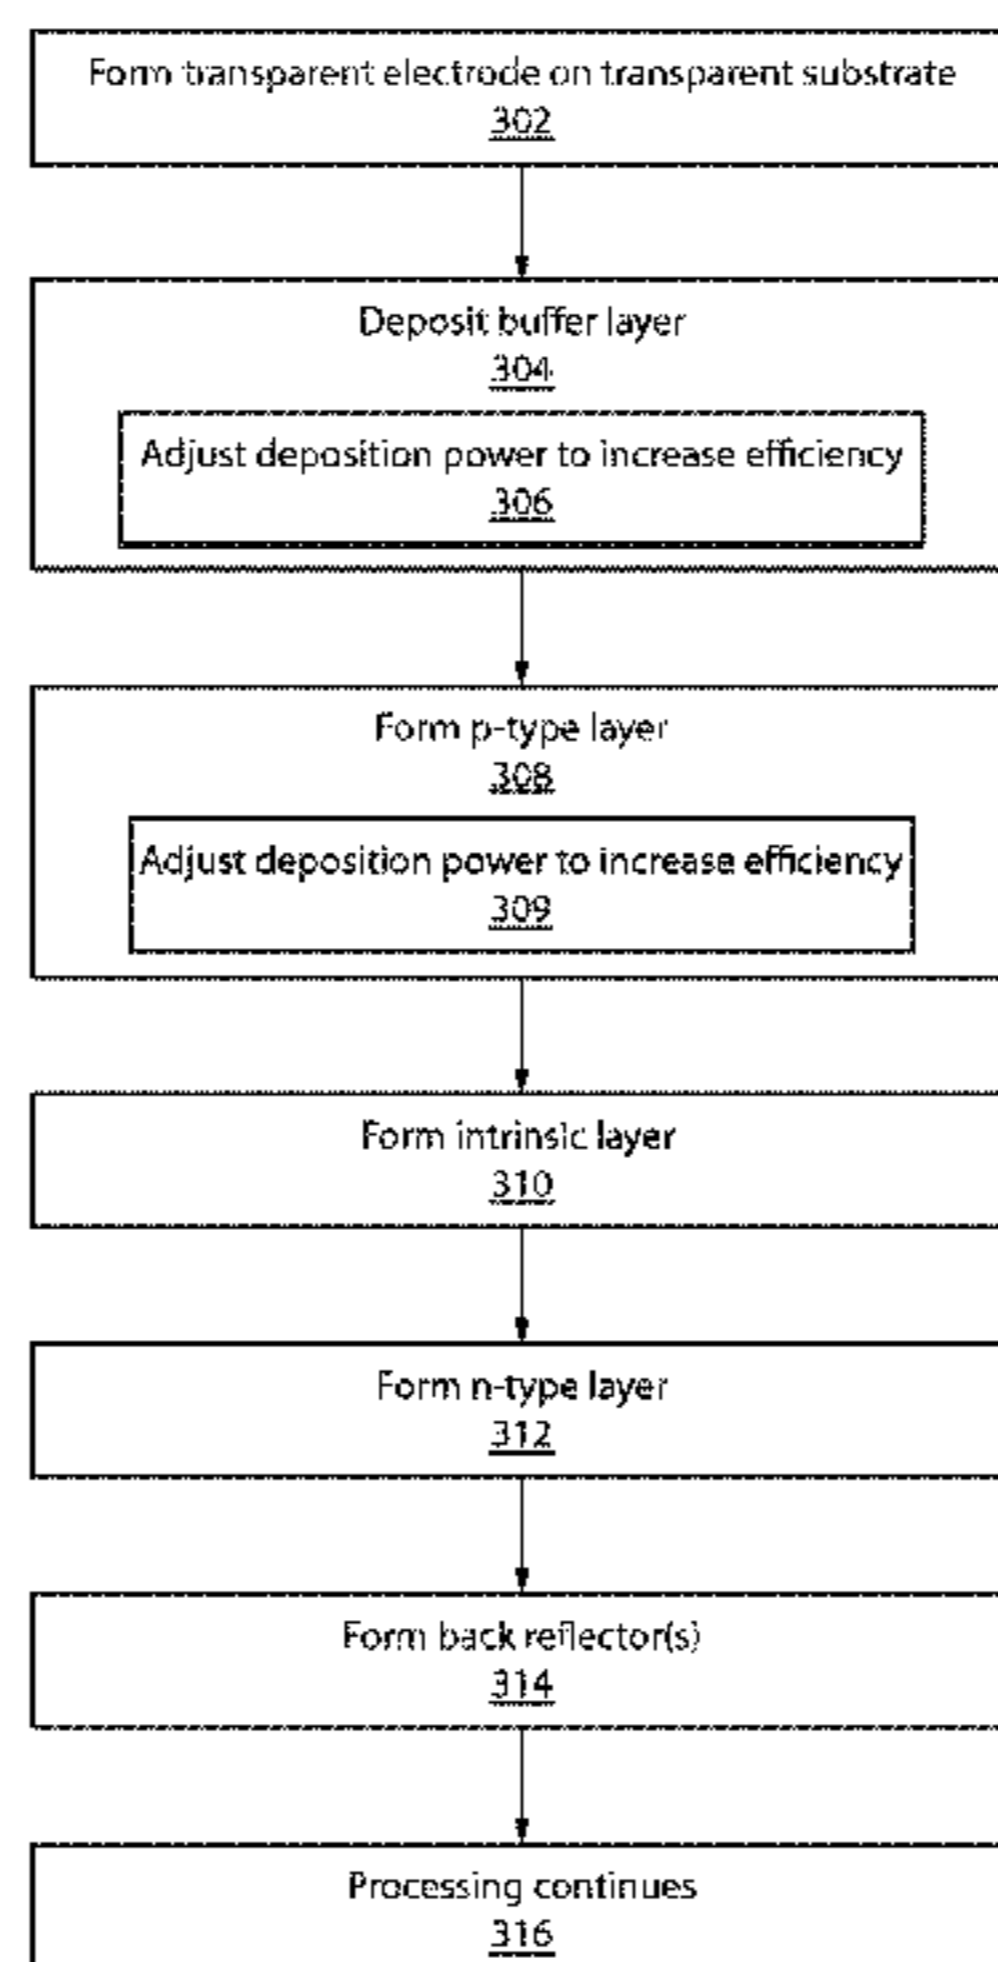 Form transparent electrode on transparent substrate
302
Deposit buffer layer
304
Adjust deposition power to increase efficiency
306
Form p-type layer
308
Adjust deposition power to increase efficiency
309
Form intrinsic layer
310
Form n-type layer
312
Form back reflector(s)
314
Processing continues
316